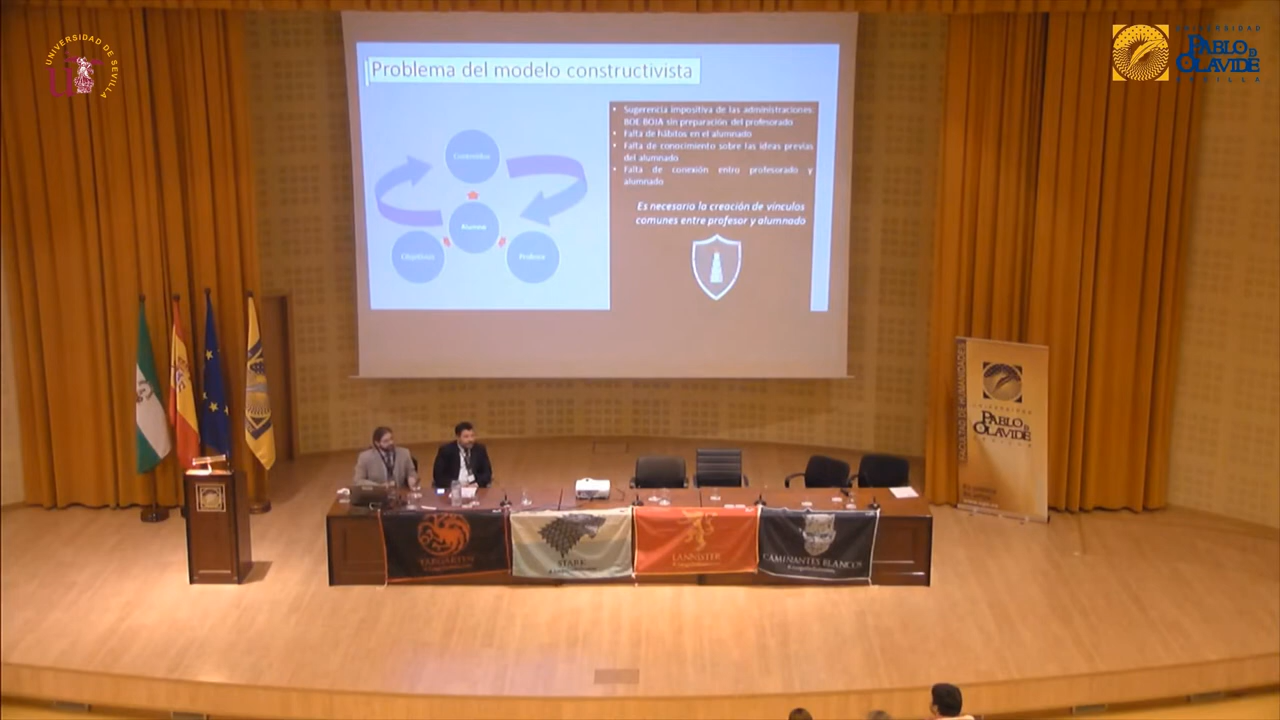 UNIVERSIDAD DE SEVILLA
UNIVERSIDAD
PABLO DE
OLAVIDE
SEVILLA
Problema del modelo constructivista
Contenidos
Alumno
Objetivos
Profesor
• Sugerencia impositiva de las administraciones. BOE-BOJA sin preparación del profesorado
• Falta de hábitos en el alumnado
• Falta de conocimiento sobre las ideas previas
del alumnado
• Falta de conexión entre profesorado y
alumnado
Es necesario la creación de vínculos
comunes entre profesor y alumnado
FACULTAD DE HUMANIDADES
UNIVERSIDAD
PABLO DE
OLAVIDE
SEVILLA
TARGARYEN
STARK
LANNISTER
CAMINANTES BLANCOS